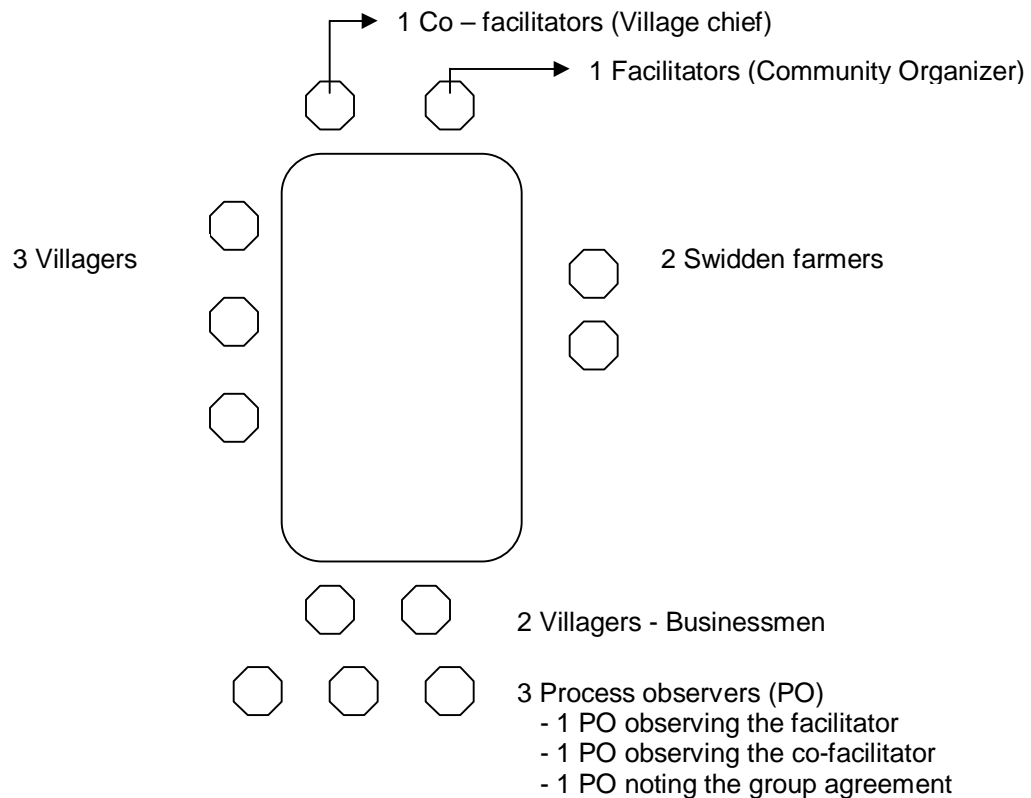 1 Co – facilitators (Village chief)
1 Facilitators (Community Organizer)
3 Villagers
2 Swidden farmers
2 Villagers - Businessmen
3 Process observers (PO)
- 1 PO observing the facilitator
- 1 PO observing the co-facilitator
- 1 PO noting the group agreement